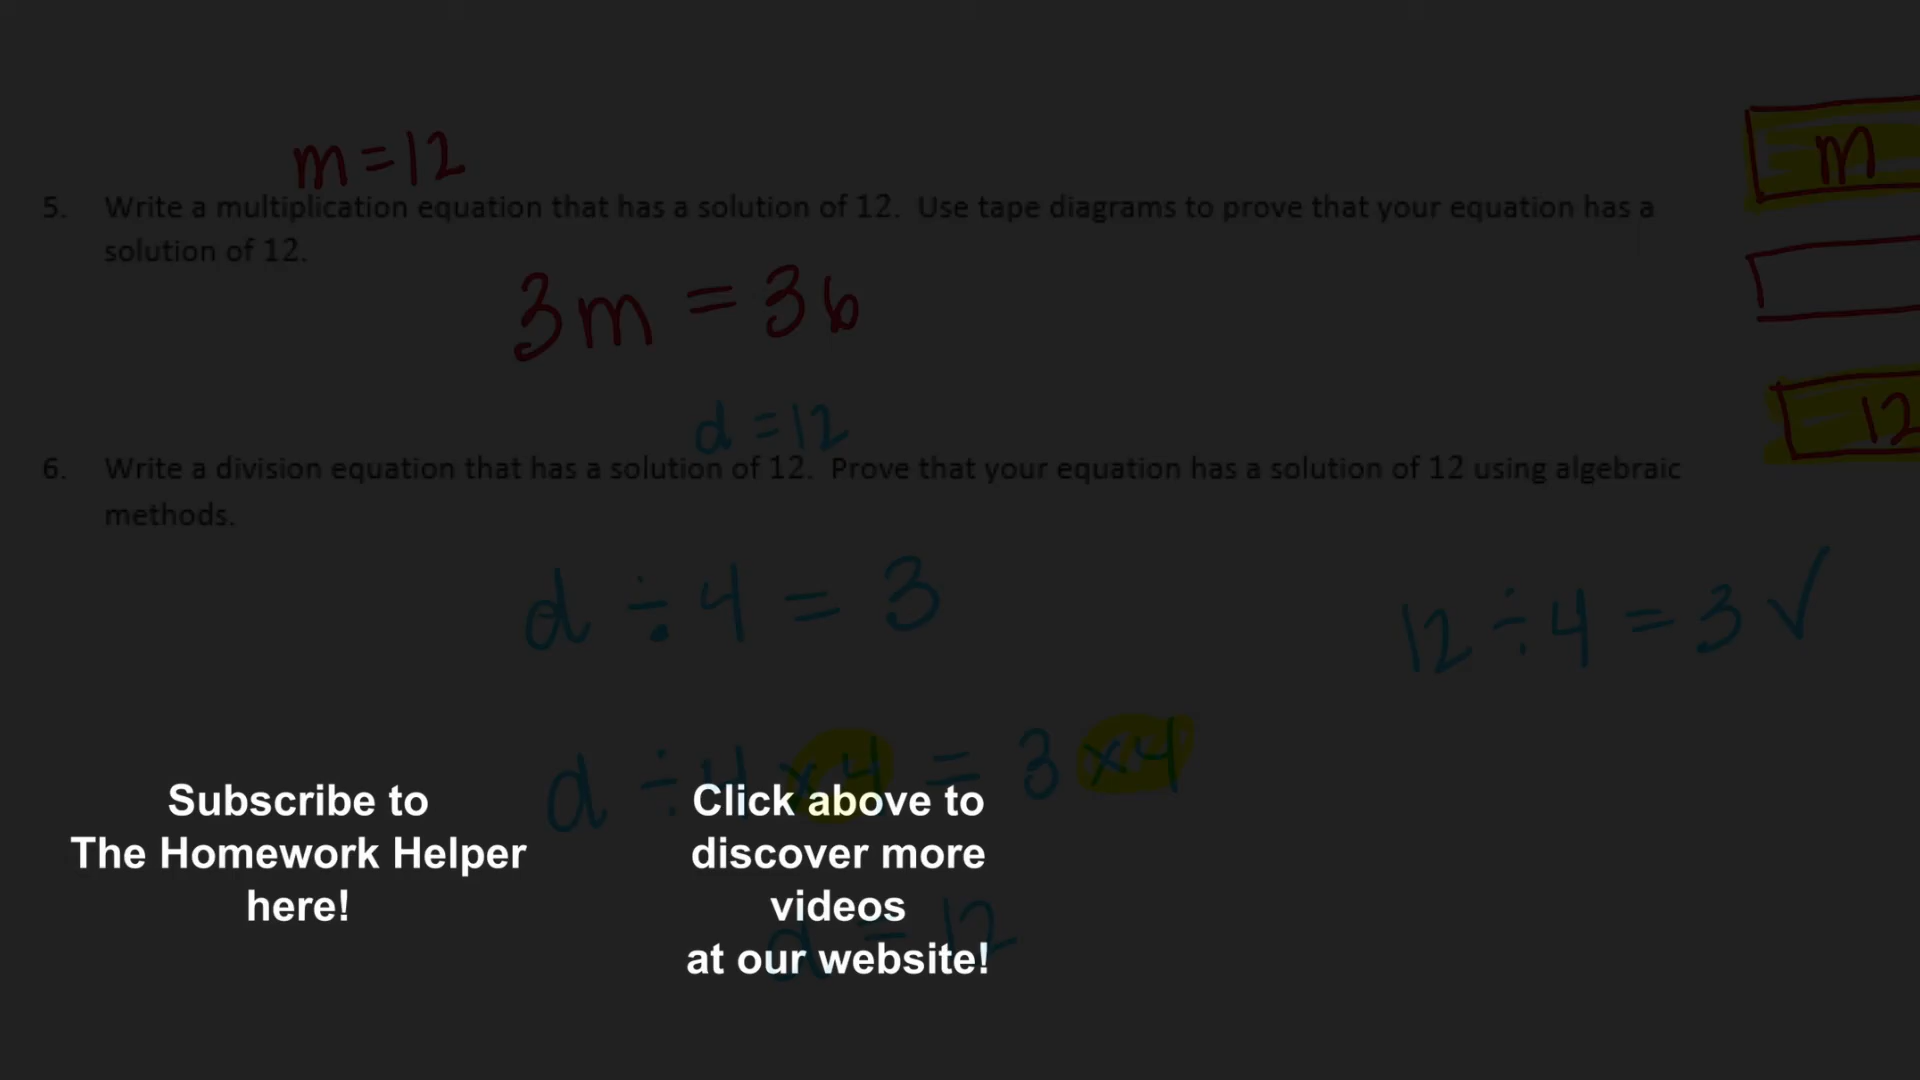 m=12
m
5. Write a multiplication equation that has a solution of 12. Use tape diagrams to prove that your equation has a
solution of 12.
3m = 36
12
d=12
6. Write a division equation that has a solution of 12. Prove that your equation has a solution of 12 using algebraic
methods.
d ÷ 4 = 3
12 ÷ 4 = 3 ✓
d ÷ 4 × 4 = 3 × 4
d = 12
Subscribe to
The Homework Helper
here!
Click above to
discover more
videos
at our website!